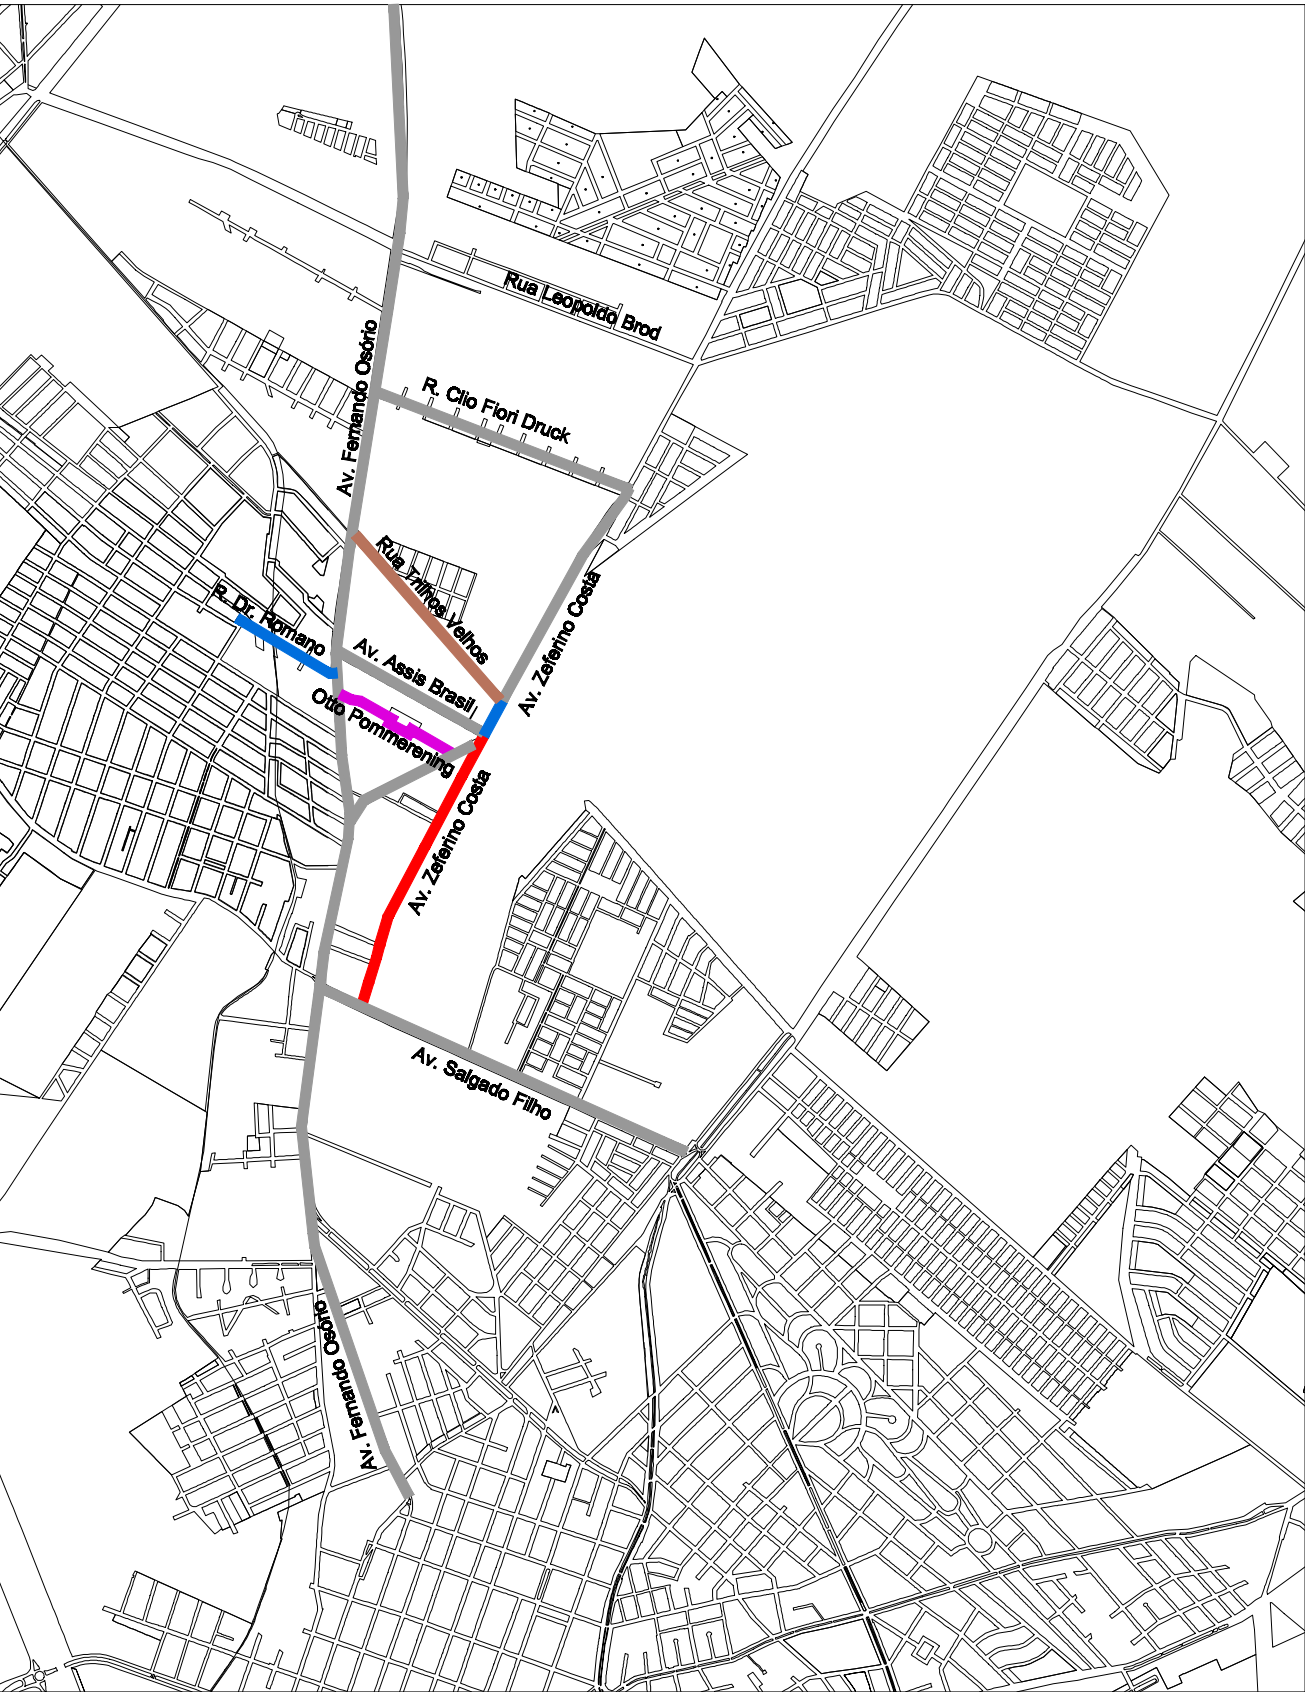 Rua Leopoldo Brod
Av. Fernando Osório
R. Clio Fiori Druck
Rua Trilhos Velhos
Av. Zeferino Costa
R. Dr. Romano
Av. Assis Brasil
Otto Pommerening
Av. Zeferino Costa
Av. Salgado Filho
Av. Fernando Osório